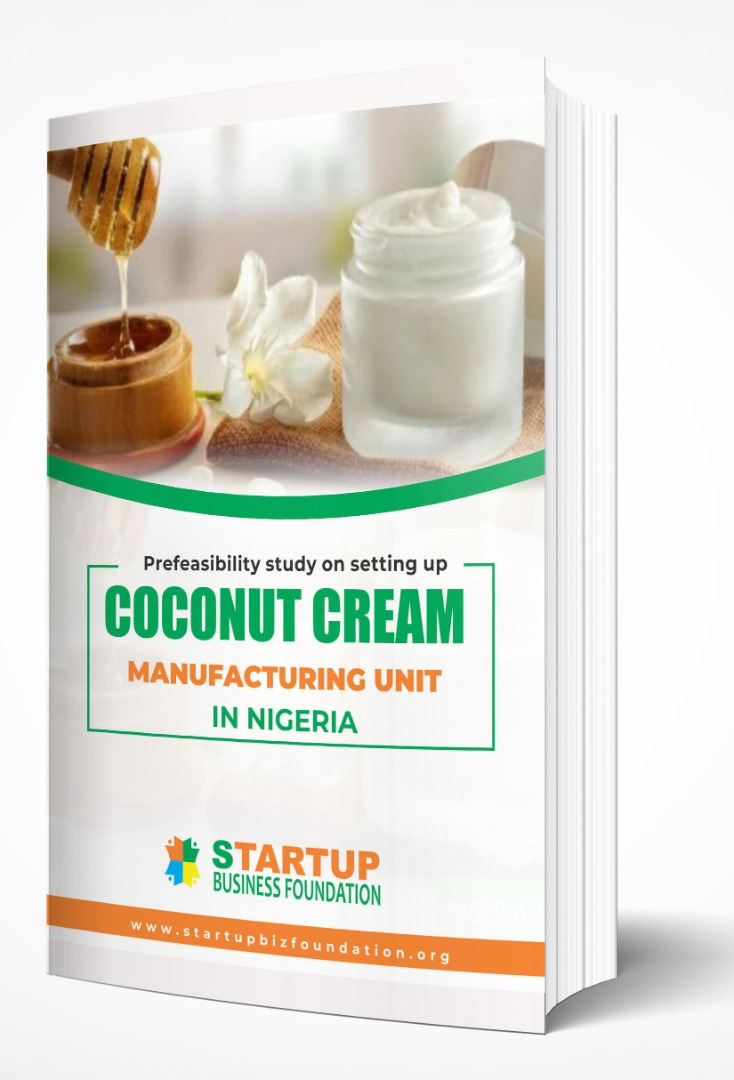 Prefeasibility study on setting up
COCONUT CREAM
MANUFACTURING UNIT
IN NIGERIA
STARTUP
BUSINESS FOUNDATION
www.startupbizfoundation.org